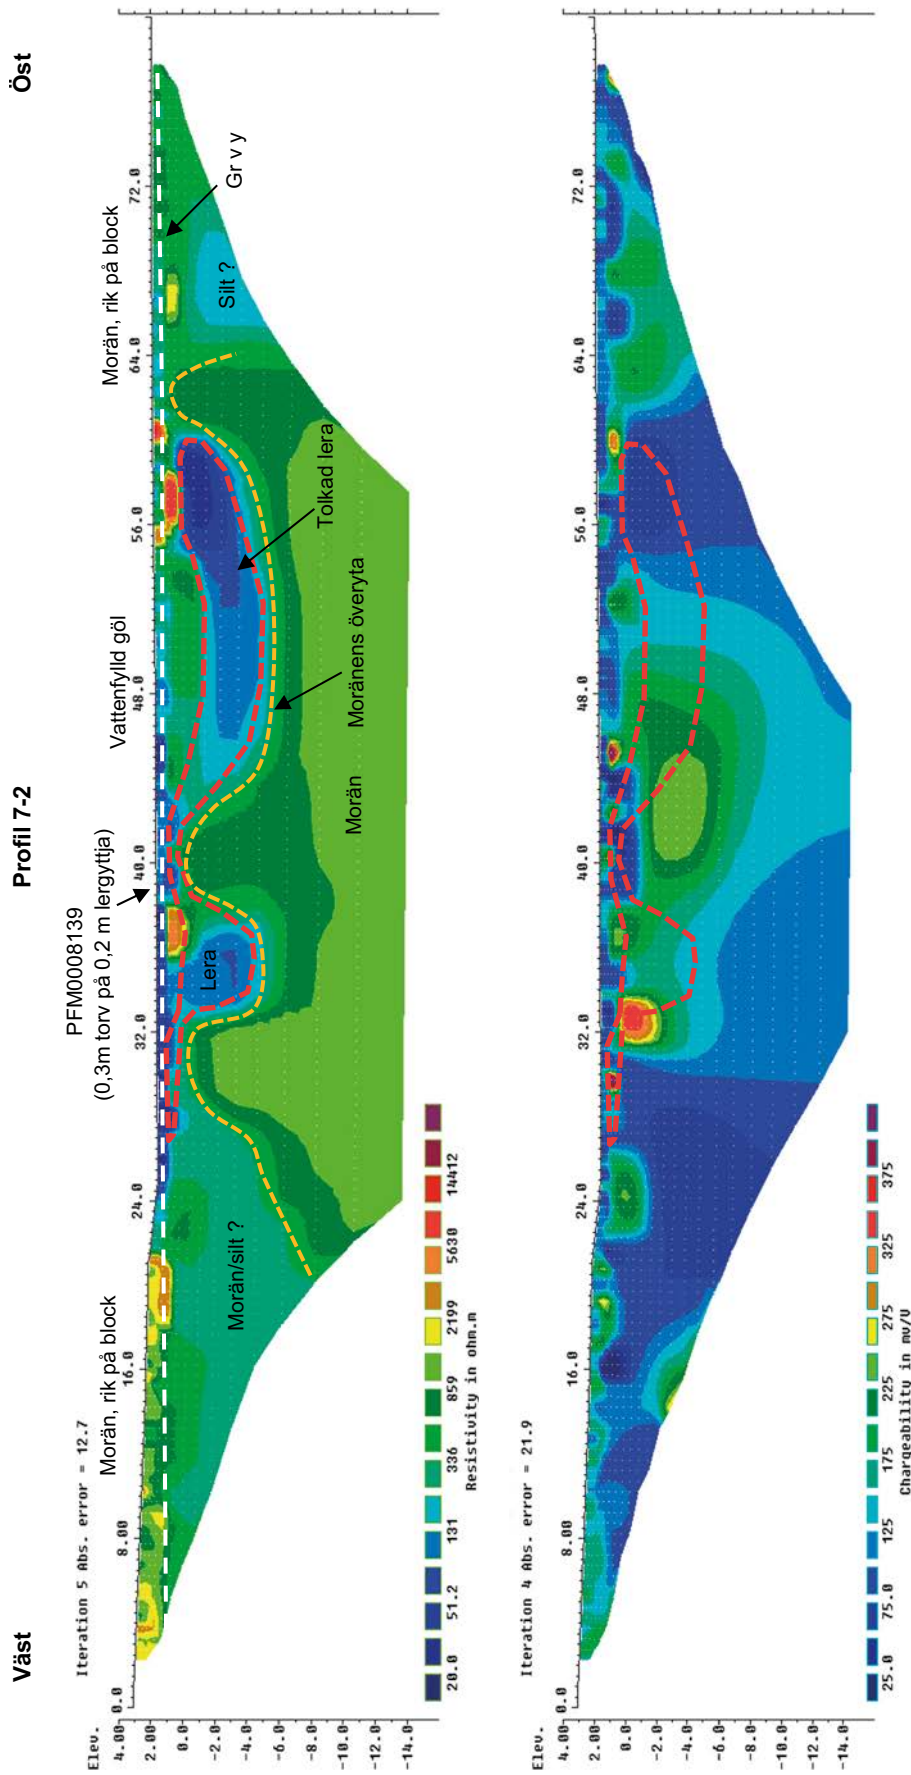 Väst
Profil 7-2
Öst
PFM0008139
(0,3m torv på 0,2 m lergyttja)
Iteration 5 Abs. error = 12.7
Morän, rik på block
Vattenfylld göl
Morän, rik på block
Elev.
0.0 8.00 16.0 24.0 32.0 40.0 48.0 56.0 64.0 72.0
4.00
2.00
0.0
-2.0
-4.0
-6.0
-8.0
-10.0
-12.0
-14.0
Gr v y
Lera
Silt ?
Morän/silt ?
Tolkad lera
Morän
Moränens överyta
20.0 51.2 131 336 859 2199 5630 14412
Resistivity in ohm.m
Iteration 4 Abs. error = 21.9
Elev.
0.0 8.00 16.0 24.0 32.0 40.0 48.0 56.0 64.0 72.0
4.00
2.00
0.0
-2.0
-4.0
-6.0
-8.0
-10.0
-12.0
-14.0
25.0 75.0 125 175 225 275 325 375
Chargeability in mv/V